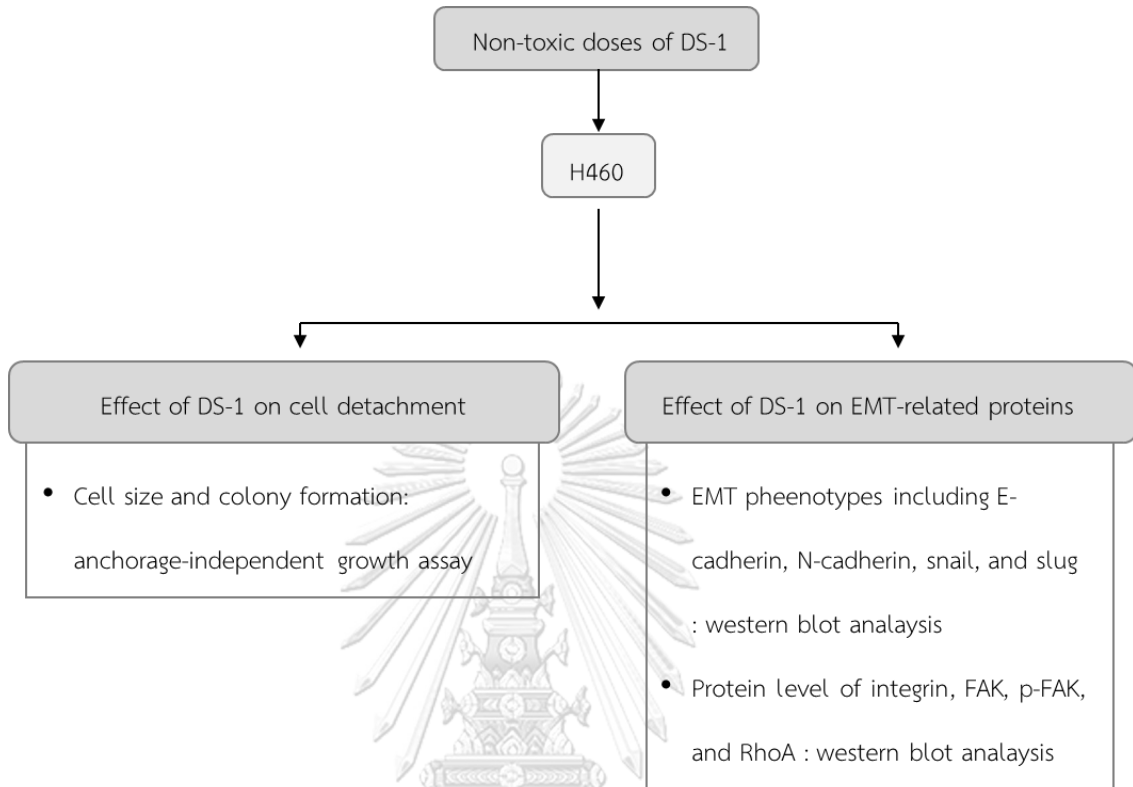 Non-toxic doses of DS-1
H460
Effect of DS-1 on cell detachment
• Cell size and colony formation:
anchorage-independent growth assay
Effect of DS-1 on EMT-related proteins
• EMT pheenotypes including E-
cadherin, N-cadherin, snail, and slug
: western blot analaysis
• Protein level of integrin, FAK, p-FAK,
and RhoA : western blot analaysis